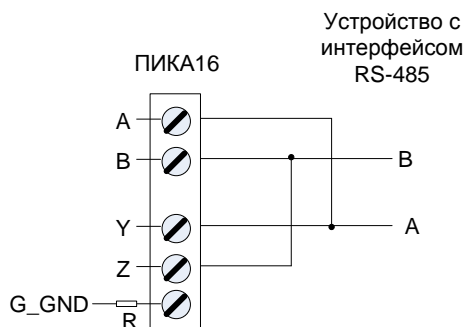 Устройство с
интерфейсом
RS-485
ПИКА16
A
B
B
Y
A
Z
G_GND
R